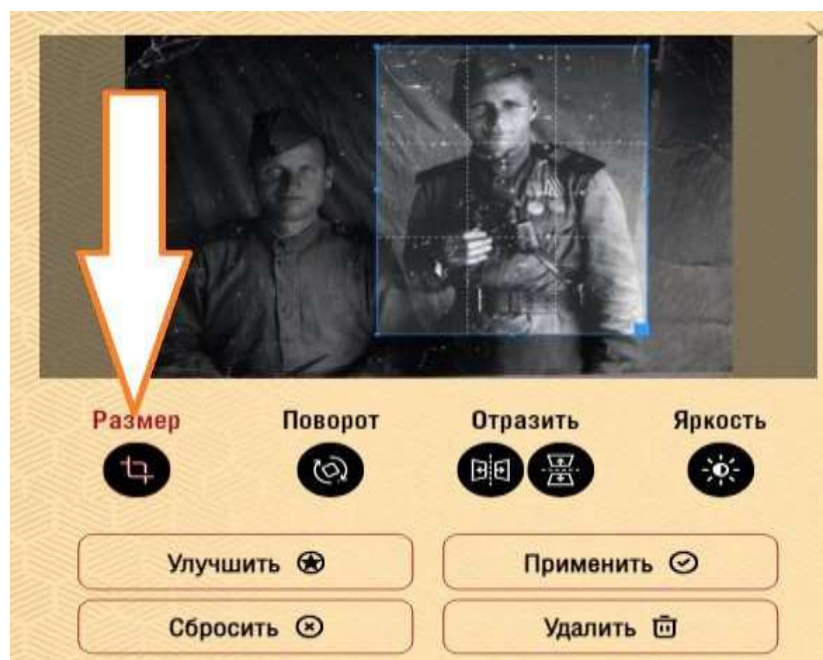 Размер Поворот Отразить Яркость
Улучшить Применить
Сбросить Удалить